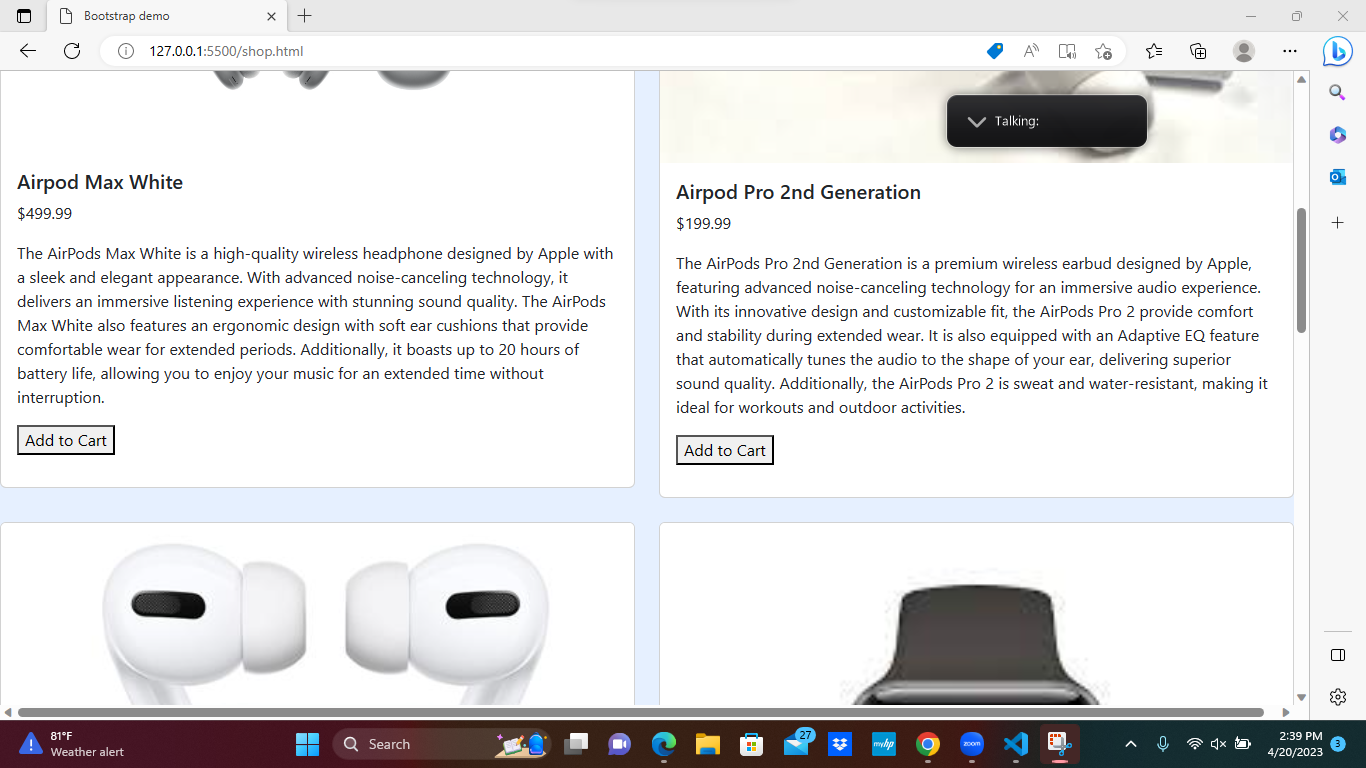 Bootstrap demo
127.0.0.1:5500/shop.html
Talking:
Airpod Max White
$499.99
The AirPods Max White is a high-quality wireless headphone designed by Apple with
a sleek and elegant appearance. With advanced noise-canceling technology, it
delivers an immersive listening experience with stunning sound quality. The AirPods
Max White also features an ergonomic design with soft ear cushions that provide
comfortable wear for extended periods. Additionally, it boasts up to 20 hours of
battery life, allowing you to enjoy your music for an extended time without
interruption.
Add to Cart
Airpod Pro 2nd Generation
$199.99
The AirPods Pro 2nd Generation is a premium wireless earbud designed by Apple,
featuring advanced noise-canceling technology for an immersive audio experience.
With its innovative design and customizable fit, the AirPods Pro 2 provide comfort
and stability during extended wear. It is also equipped with an Adaptive EQ feature
that automatically tunes the audio to the shape of your ear, delivering superior
sound quality. Additionally, the AirPods Pro 2 is sweat and water-resistant, making it
ideal for workouts and outdoor activities.
Add to Cart
81°F
Weather alert
Search
27
myhp
zoom
2:39 PM
4/20/2023
3